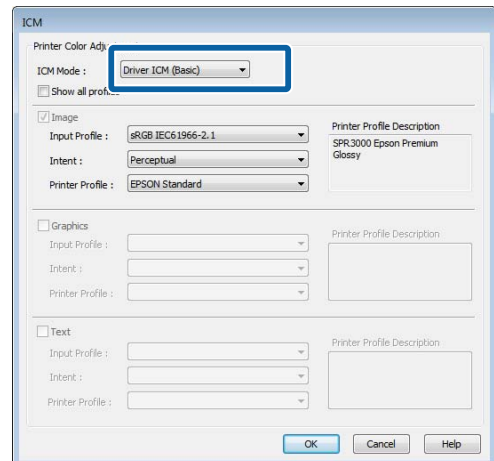 ICM
Printer Color Adju
ICM Mode :
Driver ICM (Basic)
Show all profiles
Image
Input Profile :
sRGB IEC61966-2.1
Intent :
Perceptual
Printer Profile :
EPSON Standard
Printer Profile Description
SPR3000 Epson Premium
Glossy
Graphics
Input Profile :
Intent :
Printer Profile :
Printer Profile Description
Text
Input Profile :
Intent :
Printer Profile :
Printer Profile Description
OK
Cancel
Help